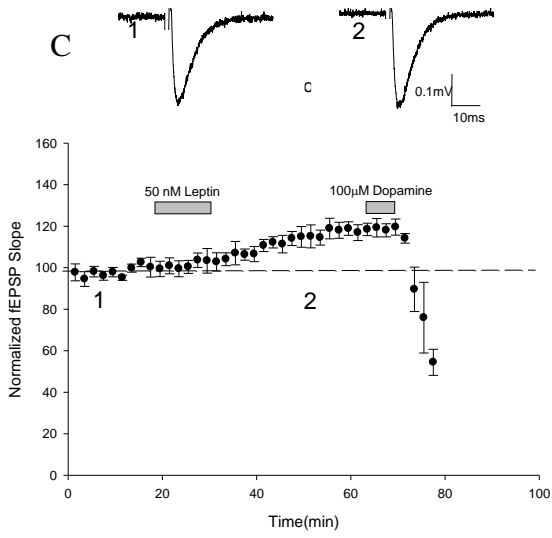 C
1
2
o
0.1mV
10ms
160
140
120
100
80
60
40
20
0
Normalized fEPSP Slope
50 nM Leptin
100µM Dopamine
1
2
0 20 40 60 80 100
Time(min)